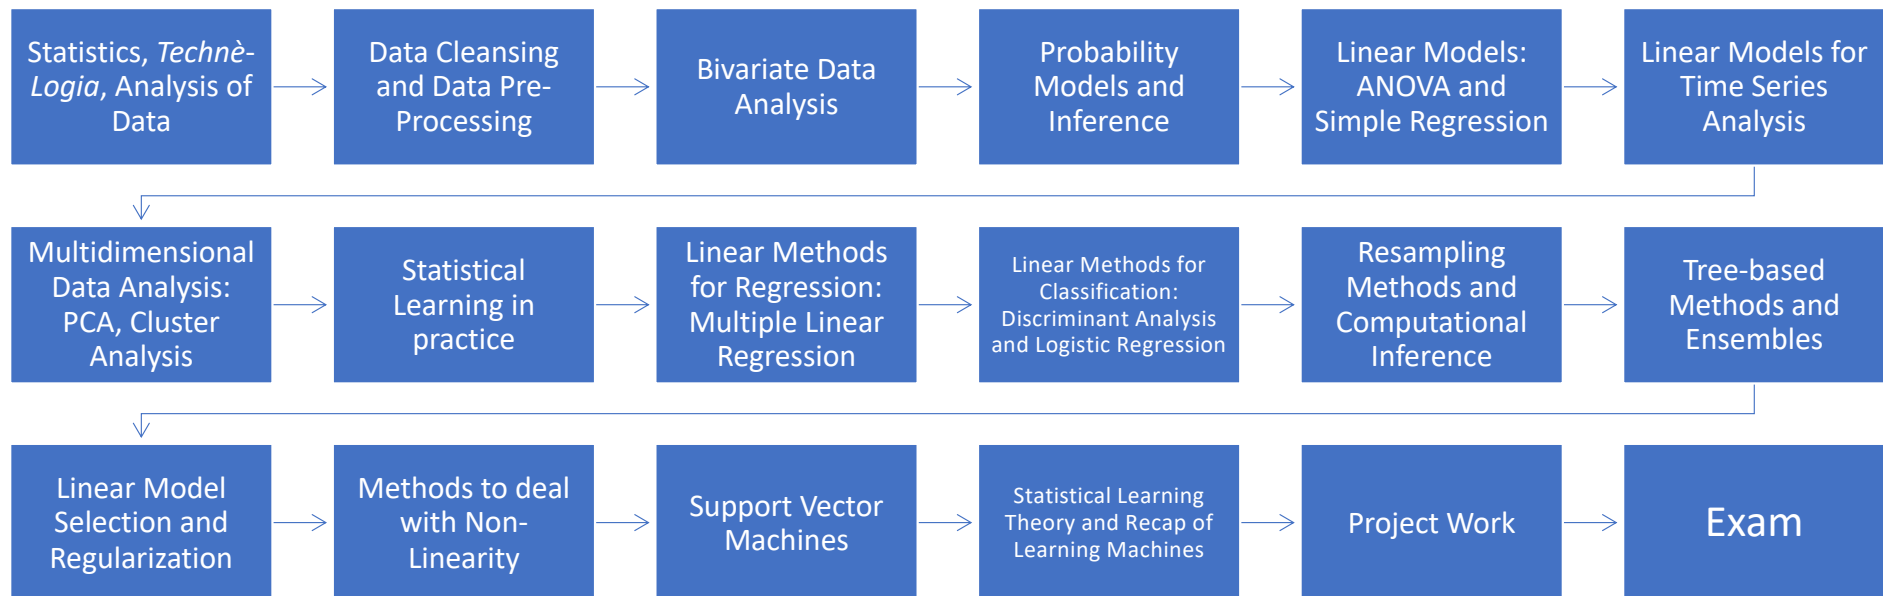 Statistics, Technè-
Logia, Analysis of
Data
Data Cleansing
and Data Pre-
Processing
Bivariate Data
Analysis
Probability
Models and
Inference
Linear Models:
ANOVA and
Simple Regression
Linear Models for
Time Series
Analysis
Multidimensional
Data Analysis:
PCA, Cluster
Analysis
Statistical
Learning in
practice
Linear Methods
for Regression:
Multiple Linear
Regression
Linear Methods for
Classification:
Discriminant Analysis
and Logistic Regression
Resampling
Methods and
Computational
Inference
Tree-based
Methods and
Ensembles
Linear Model
Selection and
Regularization
Methods to deal
with Non-
Linearity
Support Vector
Machines
Statistical Learning
Theory and Recap of
Learning Machines
Project Work
Exam